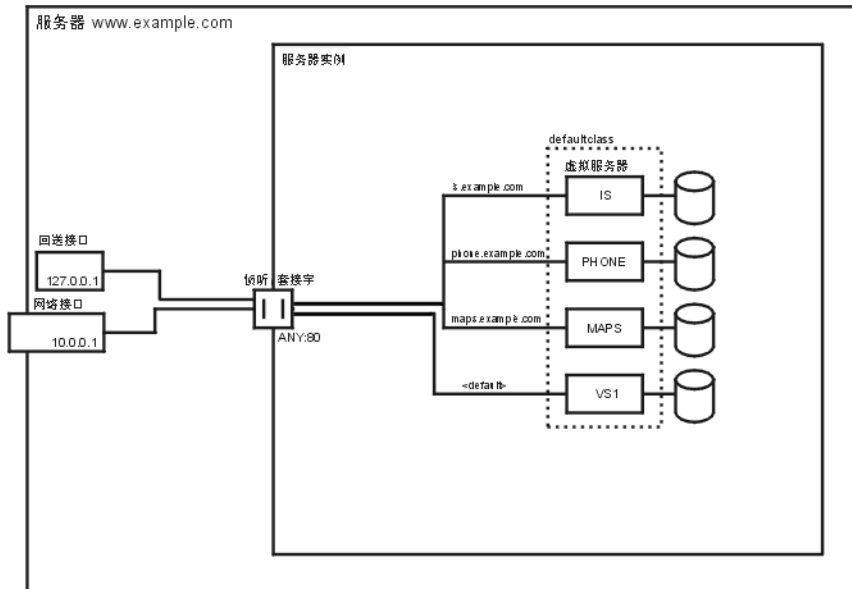 服务器 www.example.com
服务器实例
defaultclass
虚拟服务器
is.example.com
IS
phone.example.com
PHONE
回送接口
127.0.0.1
侦听 套接字
网络接口
10.0.0.1
maps.example.com
MAPS
ANY:80
<default>
VS1